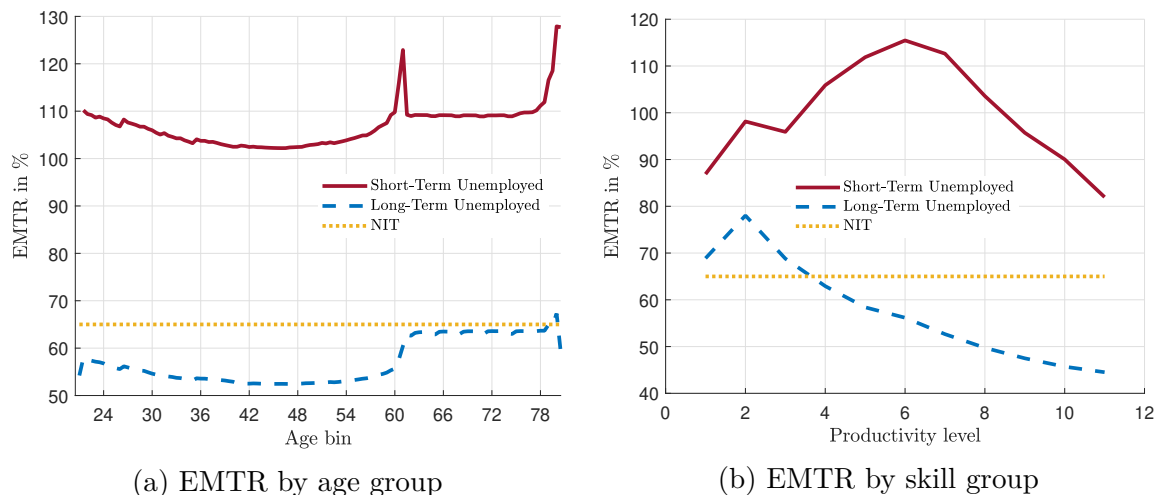 130
120
110
100
90
80
70
60
50
EMTR in %
Short-Term Unemployed
Long-Term Unemployed
NIT
24 30 36 42 48 54 60 66 72 78
Age bin
(a) EMTR by age group
120
110
100
90
80
70
60
50
40
EMTR in %
Short-Term Unemployed
Long-Term Unemployed
NIT
0 2 4 6 8 10 12
Productivity level
(b) EMTR by skill group